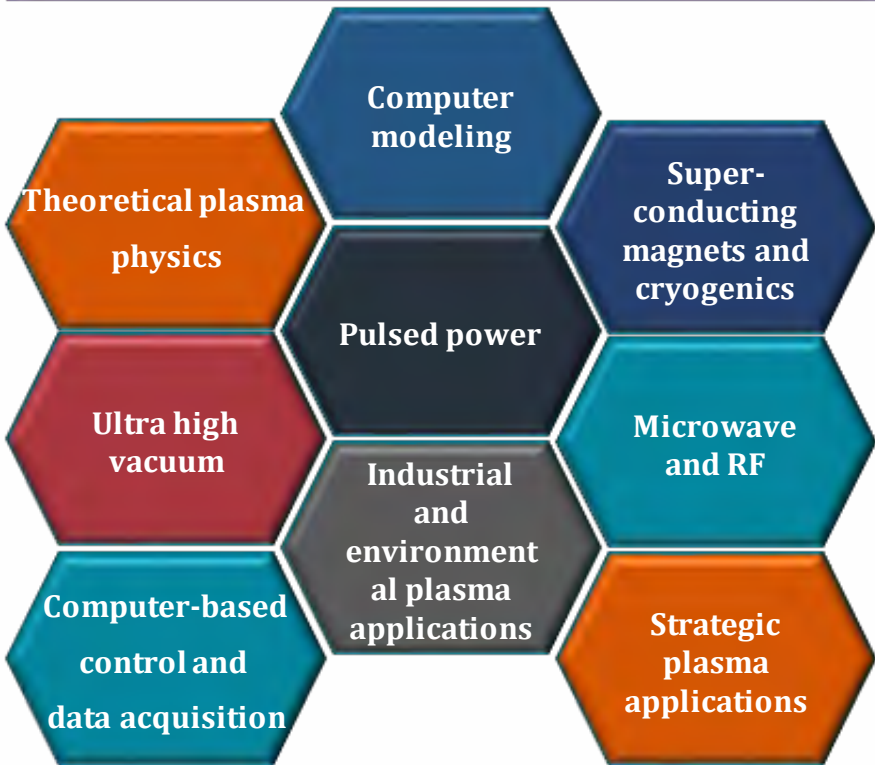 Computer
modeling
Theoretical plasma
physics
Super-
conducting
magnets and
cryogenics
Pulsed power
Ultra high
vacuum
Microwave
and RF
Industrial
and
environment
al plasma
applications
Computer-based
control and
data acquisition
Strategic
plasma
applications